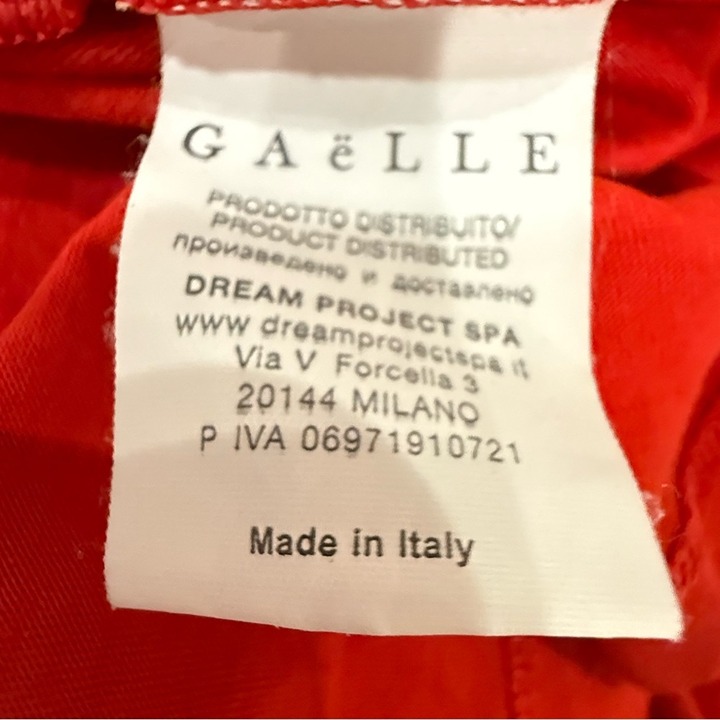 GAëLLE
PRODOTTO DISTRIBUITO/
PRODUCT DISTRIBUTED
произведено и доставлено
DREAM PROJECT SPA
www dreamprojectspa it
Via V Forcella 3
20144 MILANO
P IVA 06971910721
Made in Italy